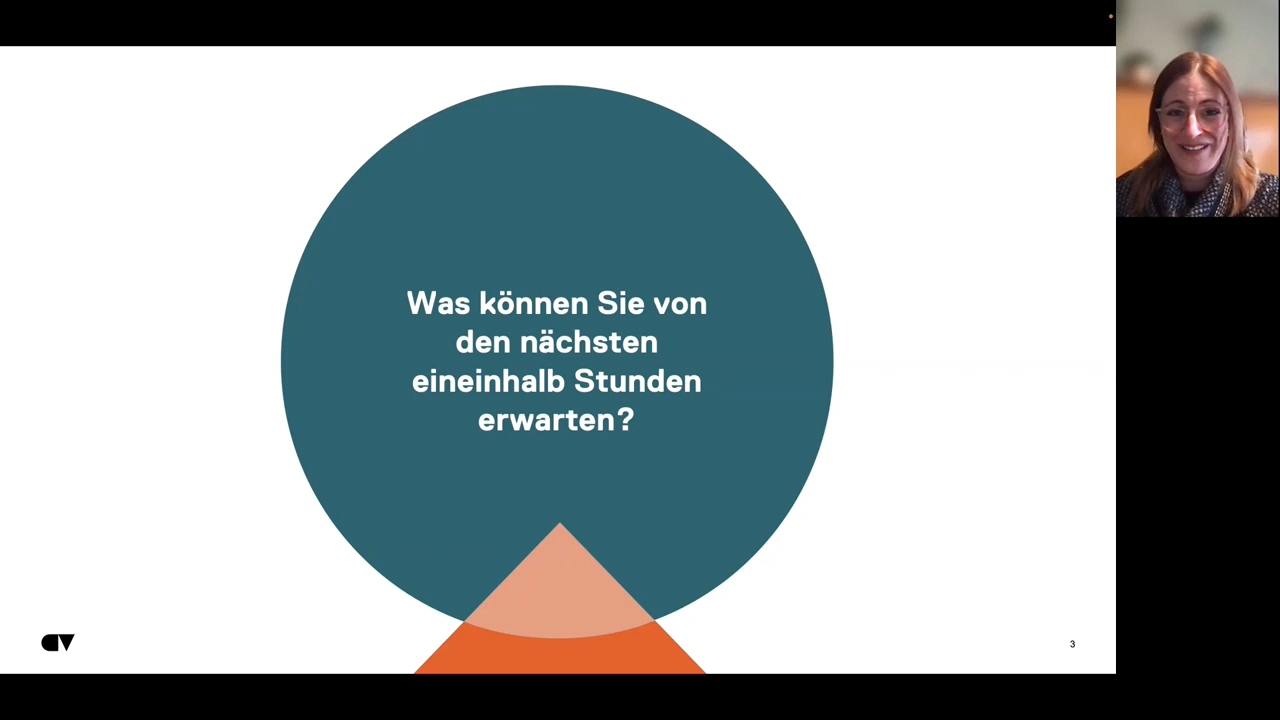 Was können Sie von
den nächsten
eineinhalb Stunden
erwarten?
3